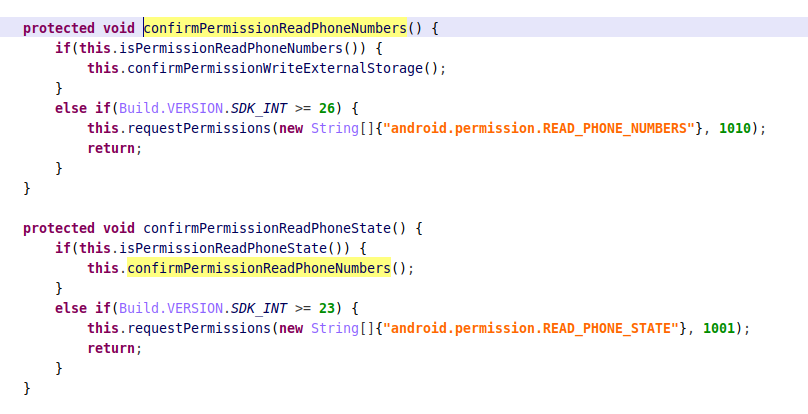 protected void confirmPermissionReadPhoneNumbers() {
    if(this.isPermissionReadPhoneNumbers()) {
        this.confirmPermissionWriteExternalStorage();
    }
    else if(Build.VERSION.SDK_INT >= 26) {
        this.requestPermissions(new String[]{"android.permission.READ_PHONE_NUMBERS"}, 1010);
        return;
    }
}

protected void confirmPermissionReadPhoneState() {
    if(this.isPermissionReadPhoneState()) {
        this.confirmPermissionReadPhoneNumbers();
    }
    else if(Build.VERSION.SDK_INT >= 23) {
        this.requestPermissions(new String[]{"android.permission.READ_PHONE_STATE"}, 1001);
        return;
    }
}